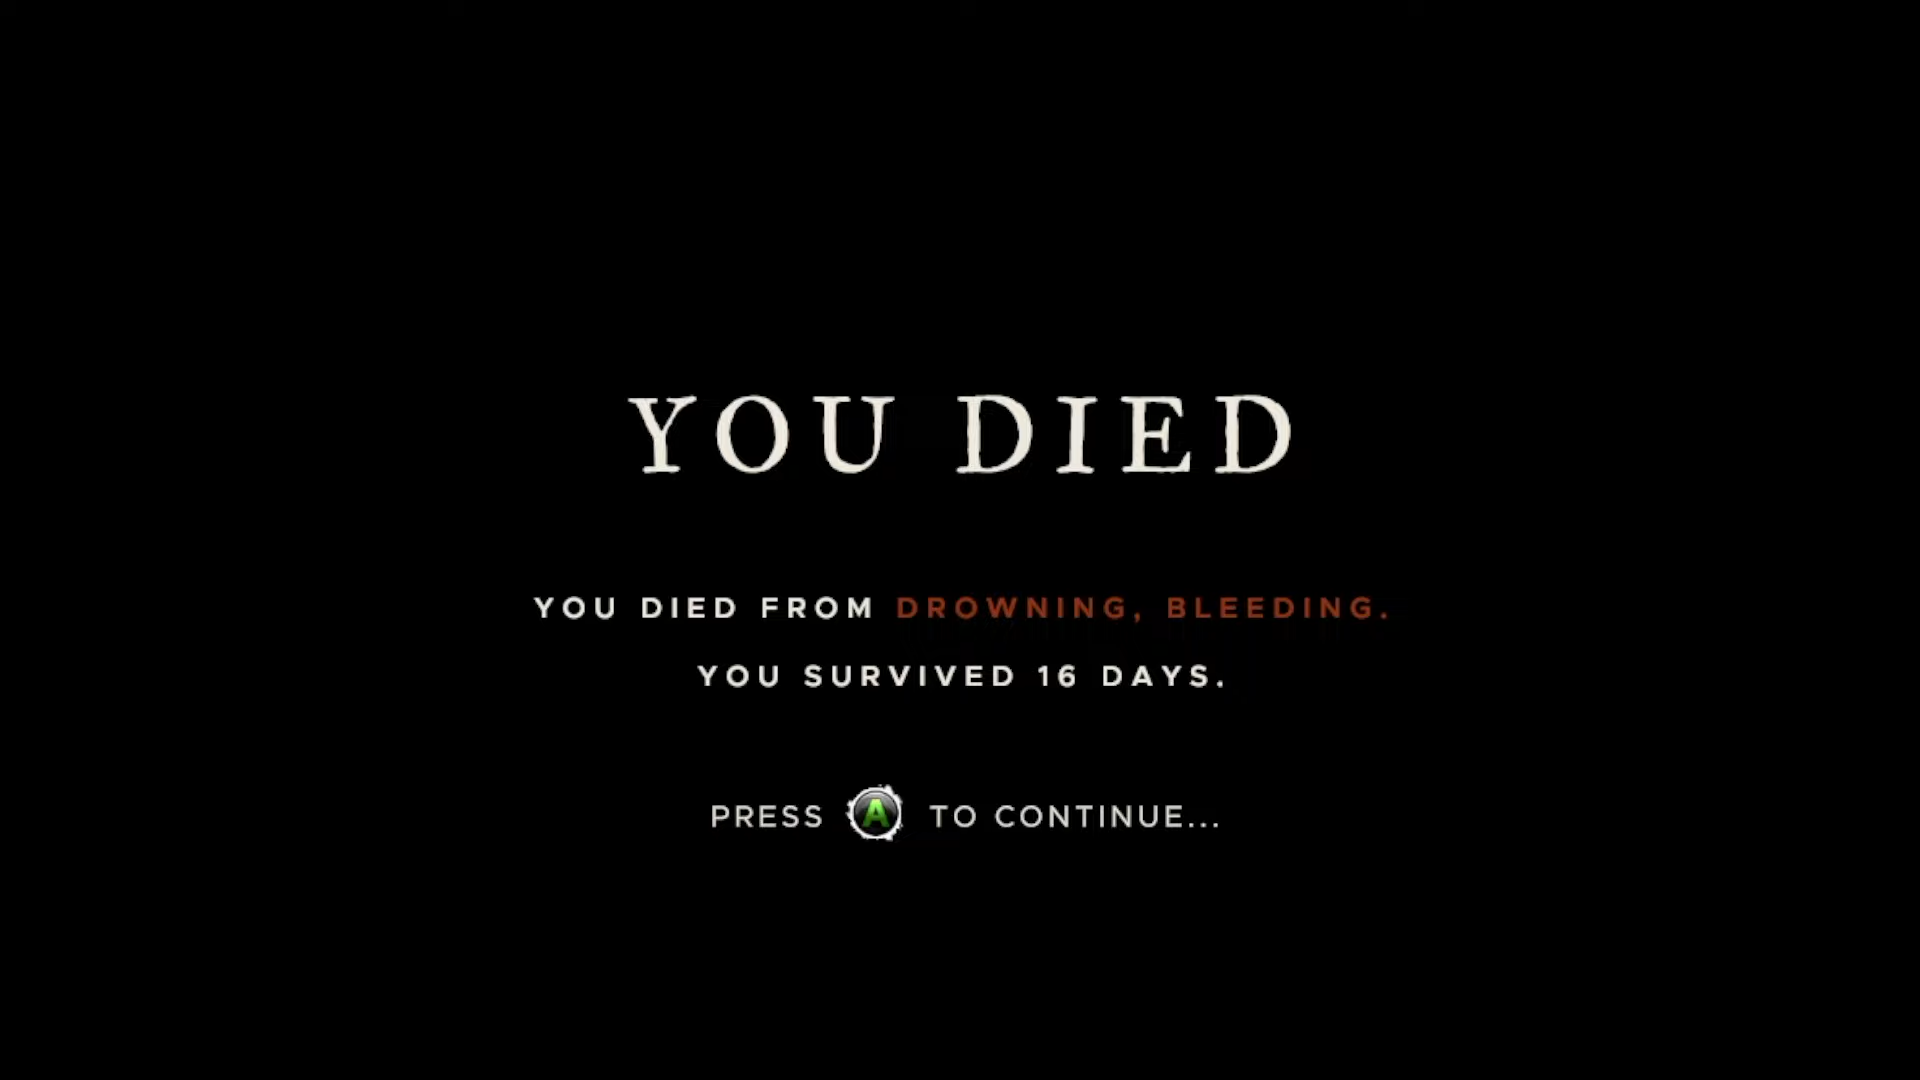 YOU DIED
YOU DIED FROM DROWNING, BLEEDING.
YOU SURVIVED 16 DAYS.
PRESS A TO CONTINUE...